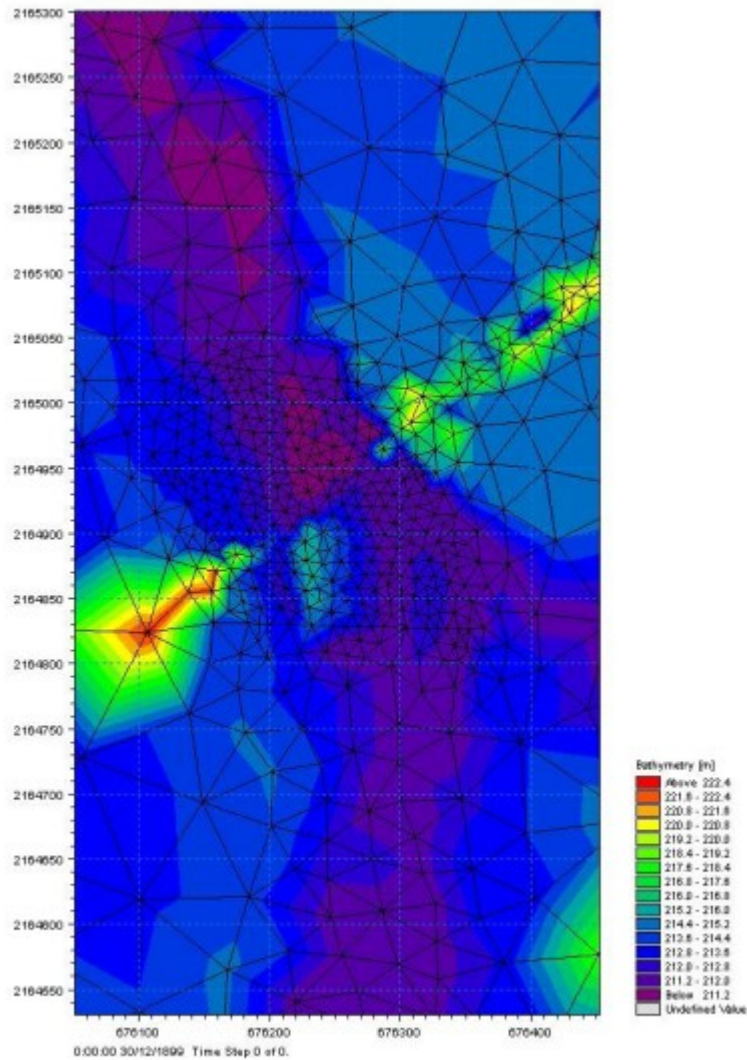 2165300
2165250
2165200
2165150
2165100
2165050
2165000
2164950
2164900
2164850
2164800
2164750
2164700
2164650
2164600
2164550
676100 676200 676300 676400
0:00:00 30/12/1899 Time Step 0 of 0.
Bathymetry [m]
Above 222.4
221.6 - 222.4
220.8 - 221.6
220.0 - 220.8
219.2 - 220.0
218.4 - 219.2
217.6 - 218.4
216.8 - 217.6
216.0 - 216.8
215.2 - 216.0
214.4 - 215.2
213.6 - 214.4
212.8 - 213.6
212.0 - 212.8
211.2 - 212.0
Below 211.2
Undefined Value